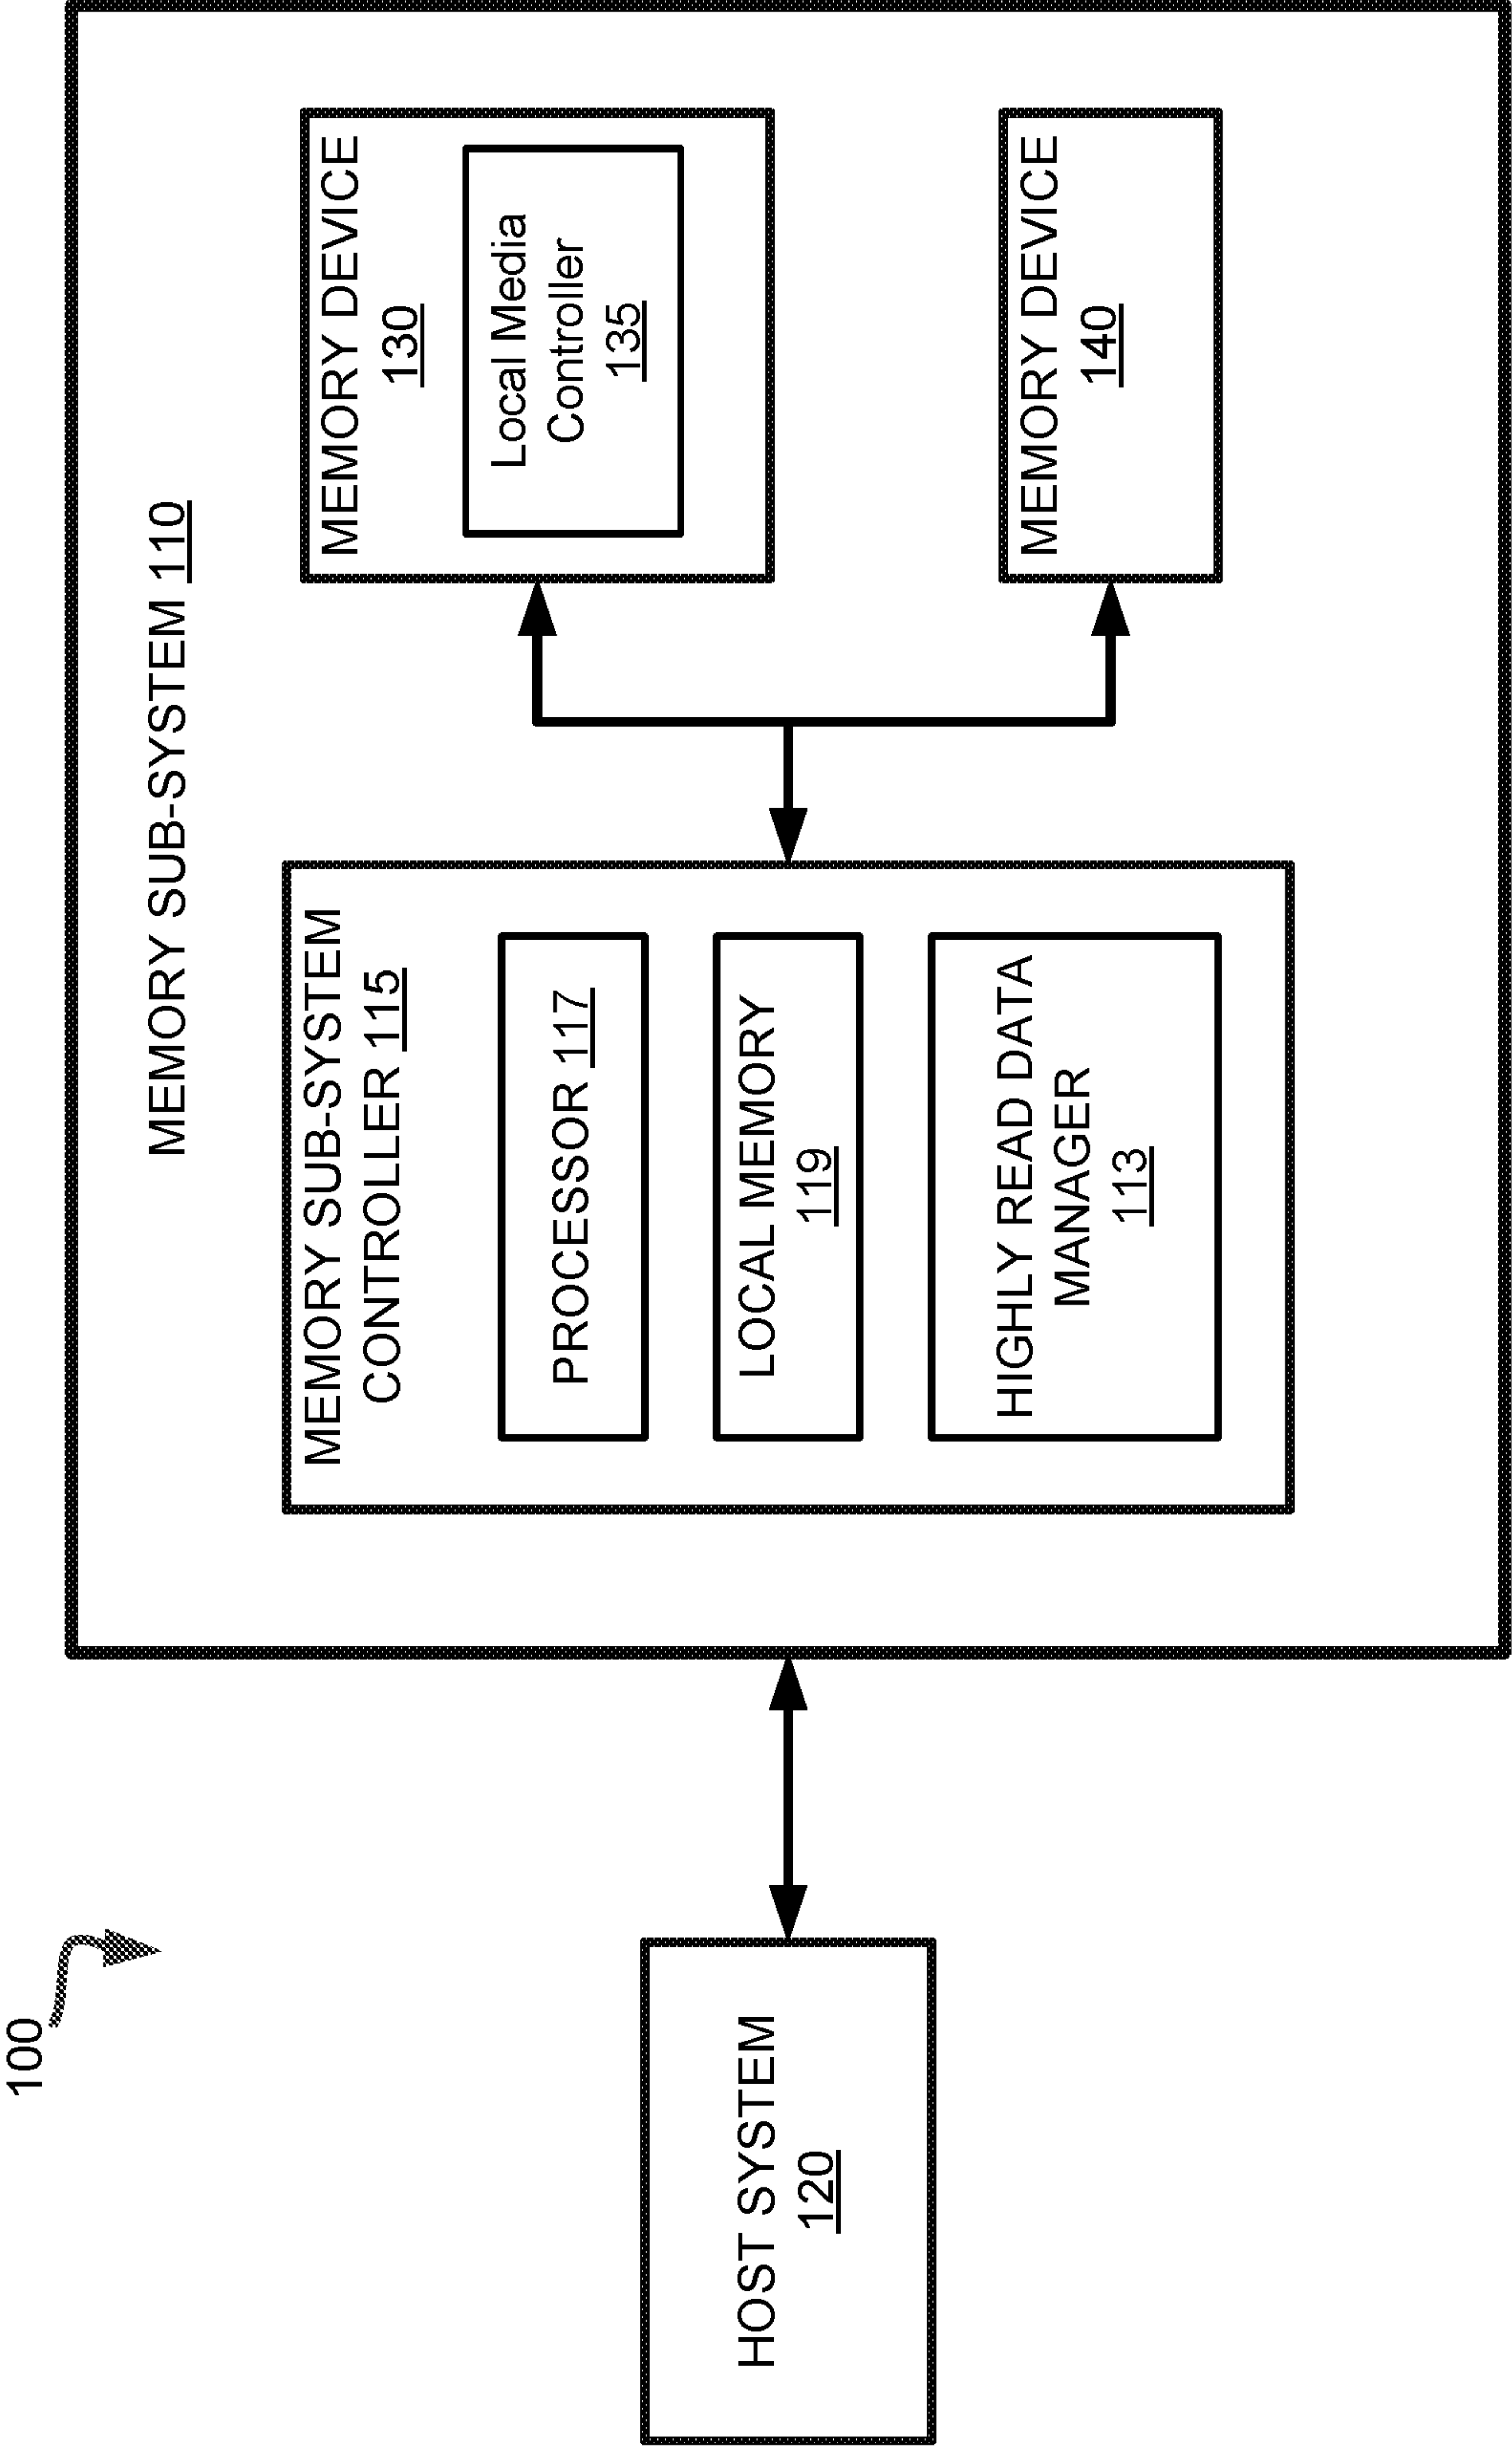 100
MEMORY SUB-SYSTEM 110
HOST SYSTEM
120
MEMORY SUB-SYSTEM
CONTROLLER 115
PROCESSOR 117
LOCAL MEMORY
119
HIGHLY READ DATA
MANAGER
113
MEMORY DEVICE
130
Local Media
Controller
135
MEMORY DEVICE
140